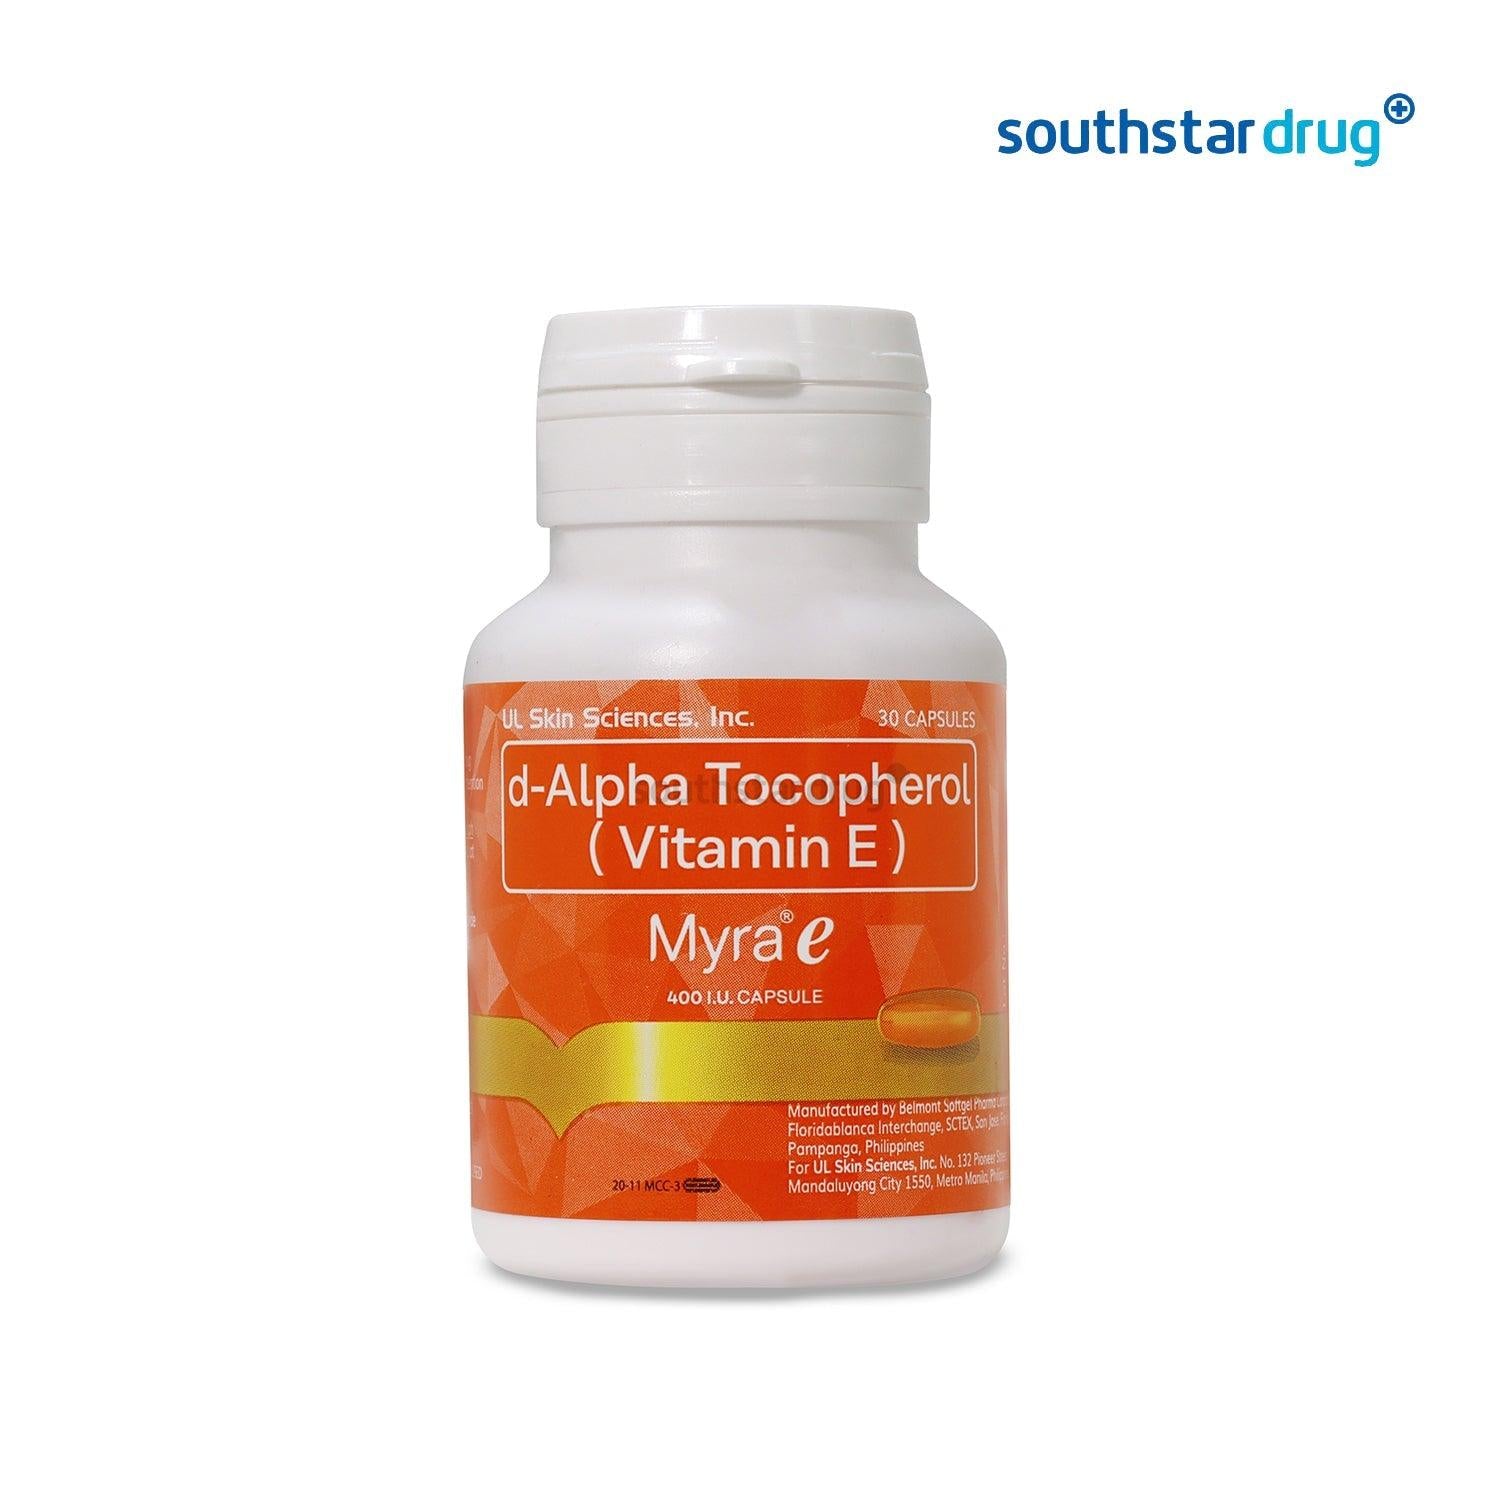 southstar drug
UL Skin Sciences, Inc.
30 CAPSULES
d-Alpha Tocopherol
( Vitamin E )
southstardrug
Myra® e
400 I.U. CAPSULE
Manufactured by Belmont Softgel Pharma
Floridablanca Interchange, SCTEX, San Jose,
Pampanga, Philippines
For UL Skin Sciences, Inc. No. 132 Pioneer
Mandaluyong City 1550, Metro Manila,
20-11 MCC-3